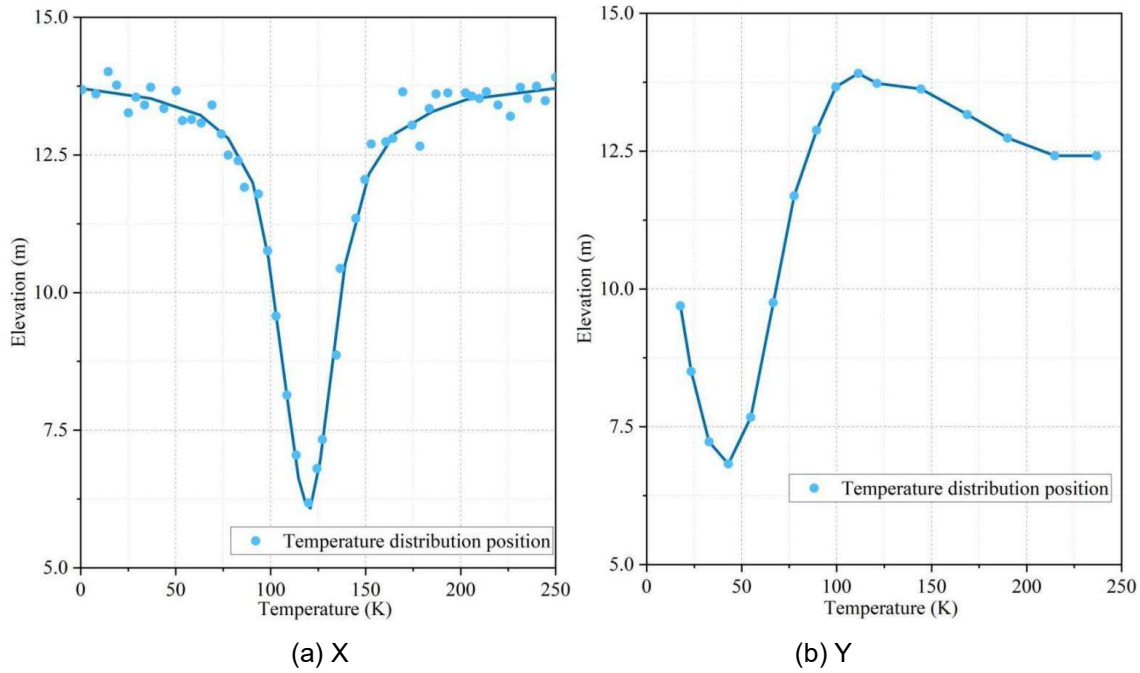 15.0
12.5
10.0
7.5
5.0
Elevation (m)
0
50
100
150
200
250
Temperature (K)
Temperature distribution position
(a) X
15.0
12.5
10.0
7.5
5.0
Elevation (m)
0
50
100
150
200
250
Temperature (K)
Temperature distribution position
(b) Y